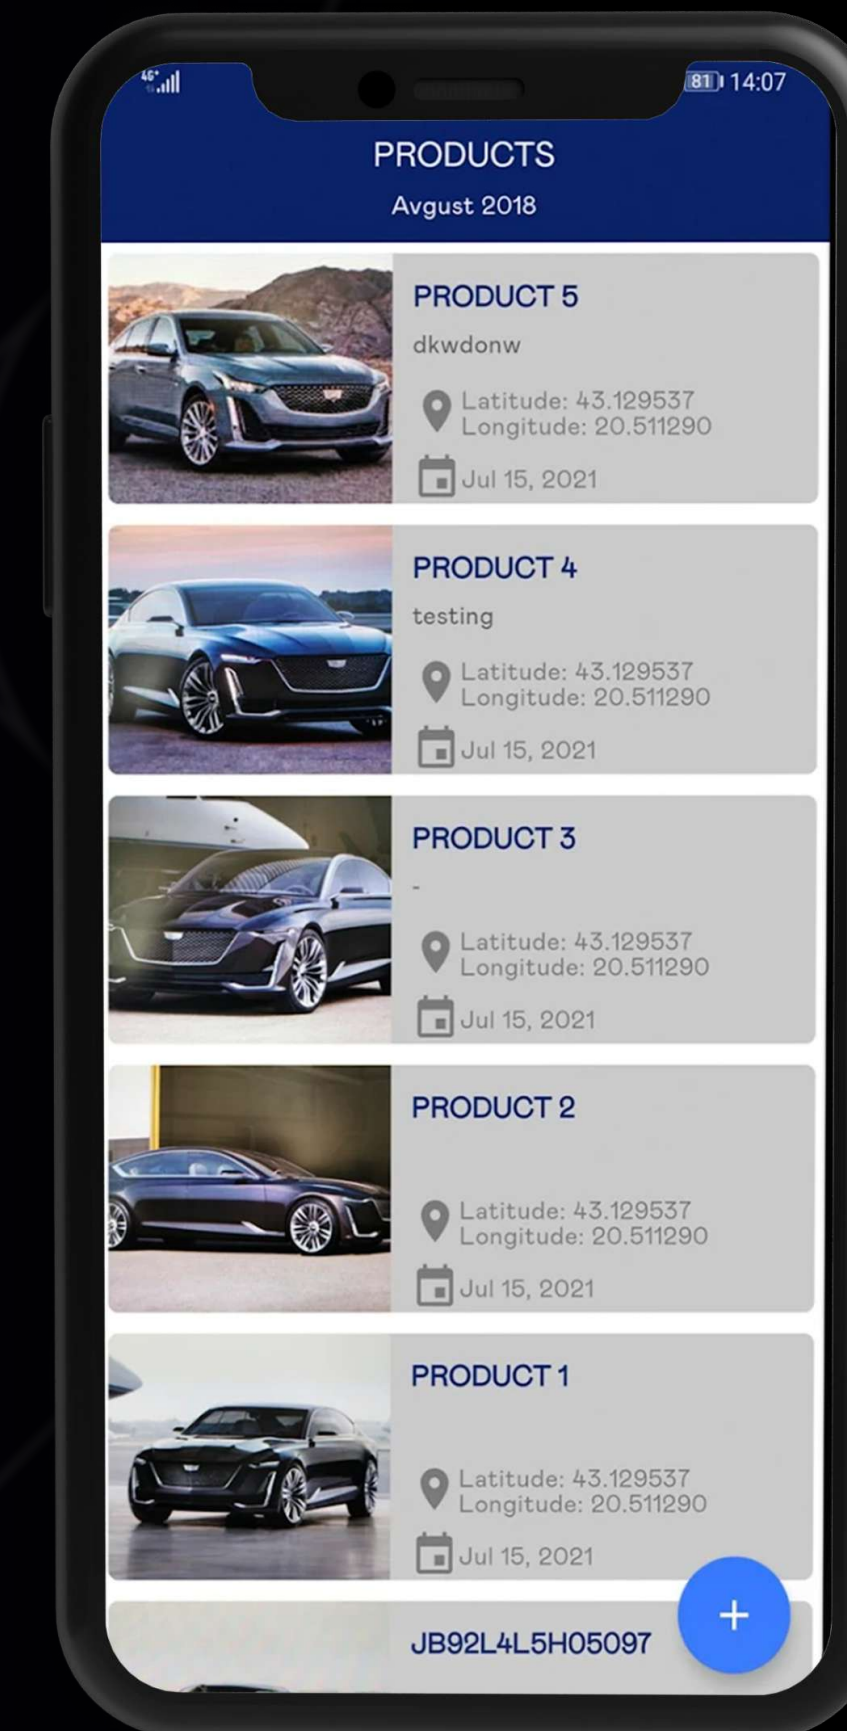 4G+
81 14:07
PRODUCTS
Avgust 2018
PRODUCT 5
dkwdonw
Latitude: 43.129537
Longitude: 20.511290
Jul 15, 2021
PRODUCT 4
testing
Latitude: 43.129537
Longitude: 20.511290
Jul 15, 2021
PRODUCT 3
-
Latitude: 43.129537
Longitude: 20.511290
Jul 15, 2021
PRODUCT 2
Latitude: 43.129537
Longitude: 20.511290
Jul 15, 2021
PRODUCT 1
Latitude: 43.129537
Longitude: 20.511290
Jul 15, 2021
+
JB92L4L5H05097